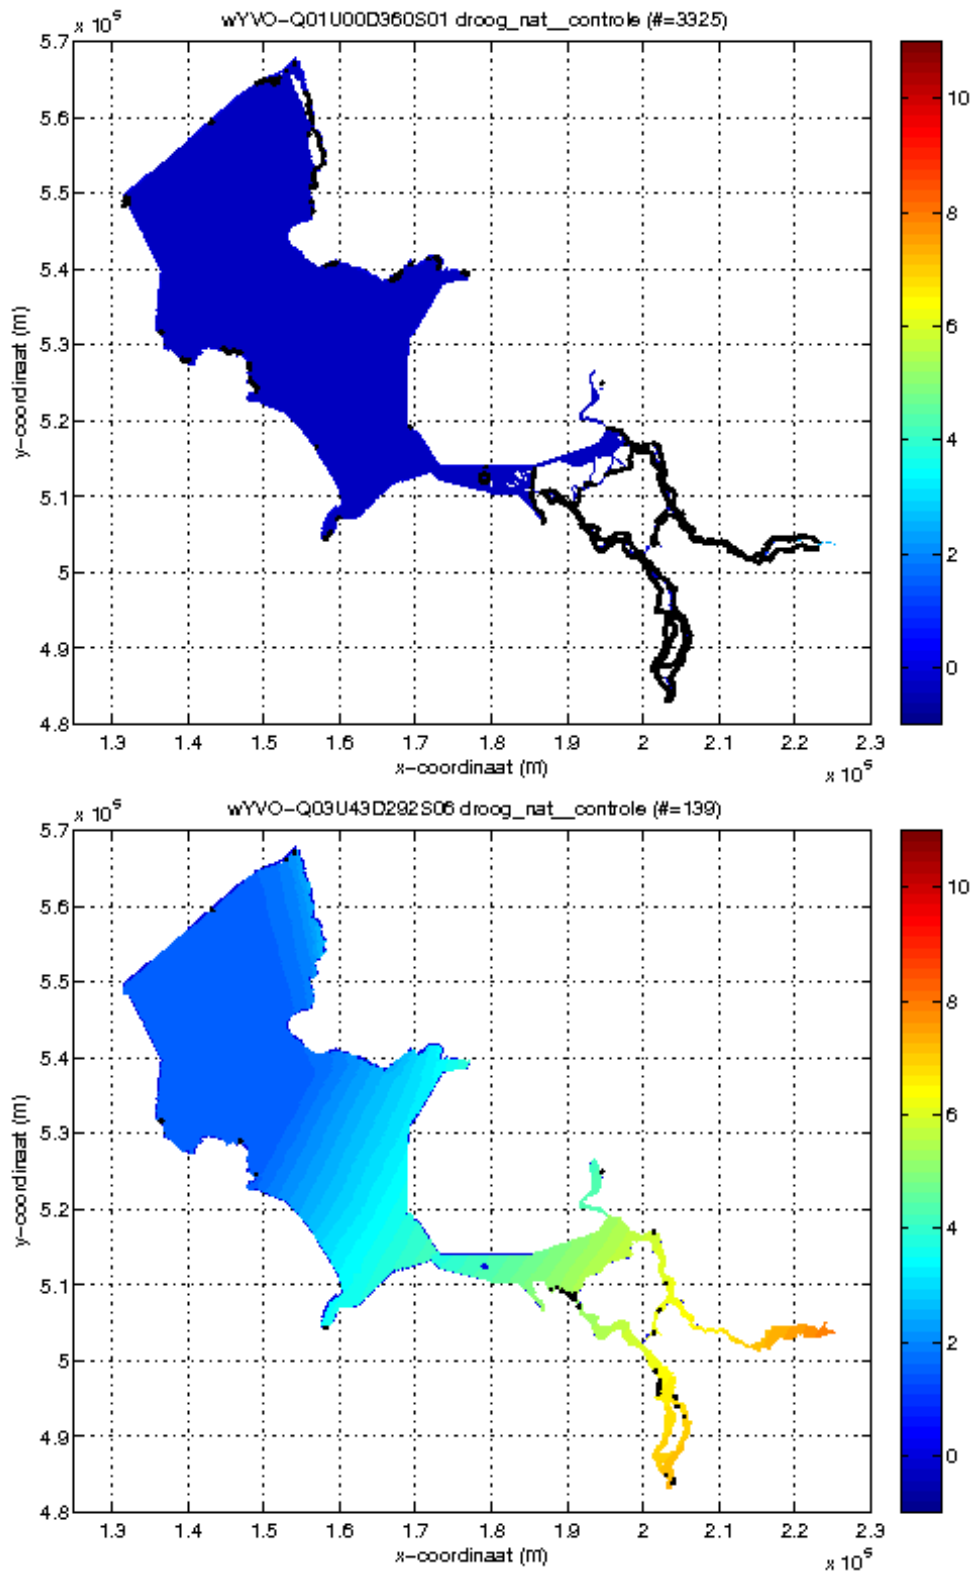 wYVO-Q01U00D360S01 droog_nat__controle (#=3325)
x 10^5
5.7
5.6
5.5
5.4
5.3
5.2
5.1
5
4.9
4.8
y-coordinaat (m)
1.3 1.4 1.5 1.6 1.7 1.8 1.9 2 2.1 2.2 2.3
x-coordinaat (m)
x 10^5
10
8
6
4
2
0
wYVO-Q03U43D292S06 droog_nat__controle (#=139)
x 10^5
5.7
5.6
5.5
5.4
5.3
5.2
5.1
5
4.9
4.8
y-coordinaat (m)
1.3 1.4 1.5 1.6 1.7 1.8 1.9 2 2.1 2.2 2.3
x-coordinaat (m)
x 10^5
10
8
6
4
2
0